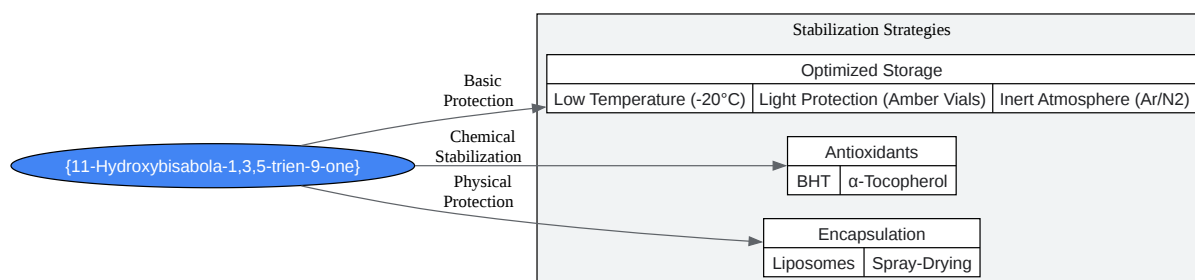 Stabilization Strategies
Optimized Storage
Low Temperature (-20°C)
Light Protection (Amber Vials)
Inert Atmosphere (Ar/N2)
Basic
Protection
{11-Hydroxybisabola-1,3,5-trien-9-one}
Chemical
Stabilization
Antioxidants
BHT
α-Tocopherol
Physical
Protection
Encapsulation
Liposomes
Spray-Drying